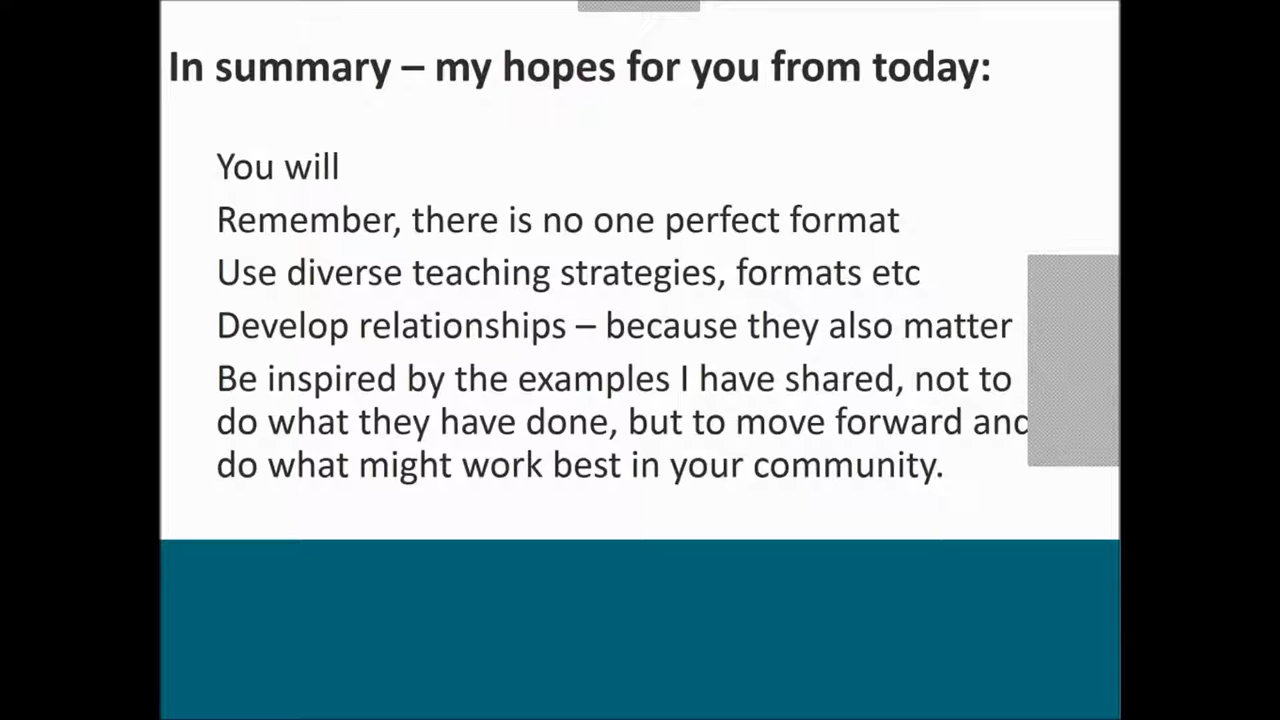 In summary – my hopes for you from today:
You will
Remember, there is no one perfect format
Use diverse teaching strategies, formats etc
Develop relationships – because they also matter
Be inspired by the examples I have shared, not to
do what they have done, but to move forward and
do what might work best in your community.